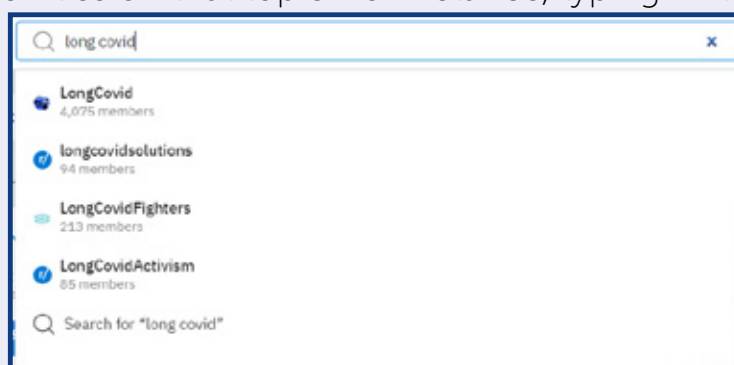 long covid
x
LongCovid
4,075 members
longcovidsolutions
94 members
LongCovidFighters
213 members
LongCovidActivism
85 members
Search for "long covid"